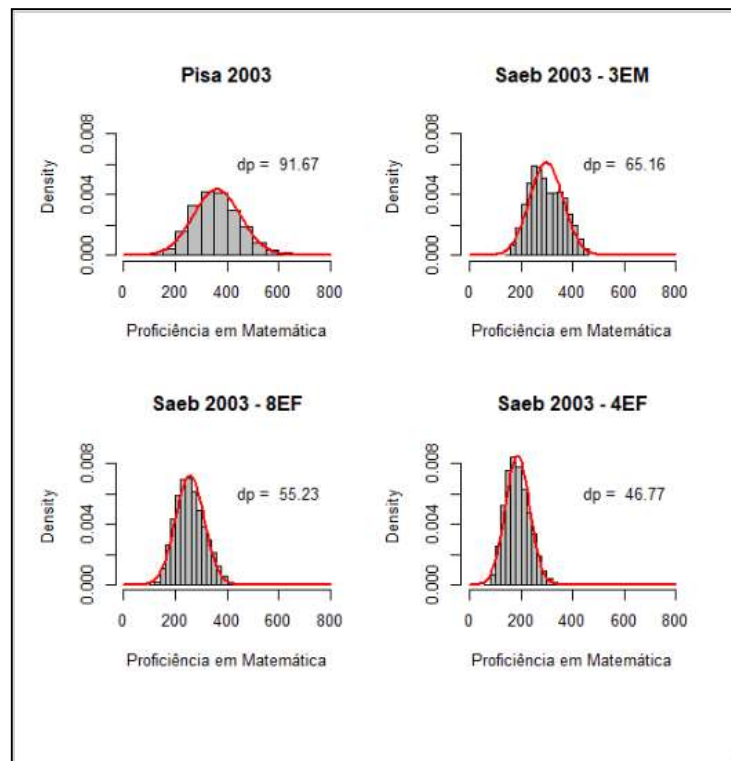 Pisa 2003
Density
0.000 0.004 0.008
dp = 91.67
0 200 400 600 800
Proficiência em Matemática
Saeb 2003 - 3EM
Density
0.000 0.004 0.008
dp = 65.16
0 200 400 600 800
Proficiência em Matemática
Saeb 2003 - 8EF
Density
0.000 0.004 0.008
dp = 55.23
0 200 400 600 800
Proficiência em Matemática
Saeb 2003 - 4EF
Density
0.000 0.004 0.008
dp = 46.77
0 200 400 600 800
Proficiência em Matemática